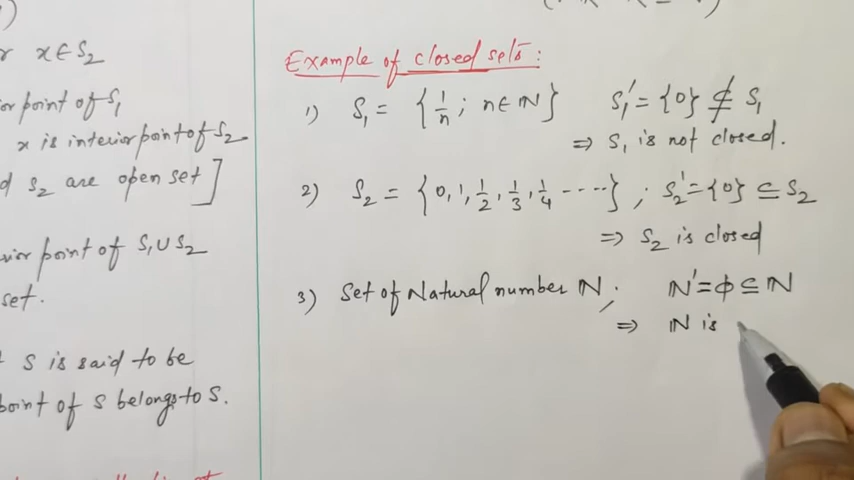 x ∈ S₂
point of S₁
x is interior point of S₂
S₂ are open set]
point of S₁ ∪ S₂
set.
S is said to be
point of S belongs to S.
Example of closed sets:
1) S₁ = {1/n ; n ∈ ℕ} S₁' = {0} ⊈ S₁
⇒ S₁ is not closed.
2) S₂ = {0, 1, 1/2, 1/3, 1/4 -----} ; S₂' = {0} ⊆ S₂
⇒ S₂ is closed
3) Set of Natural number ℕ ; ℕ' = ϕ ⊆ ℕ
⇒ ℕ is